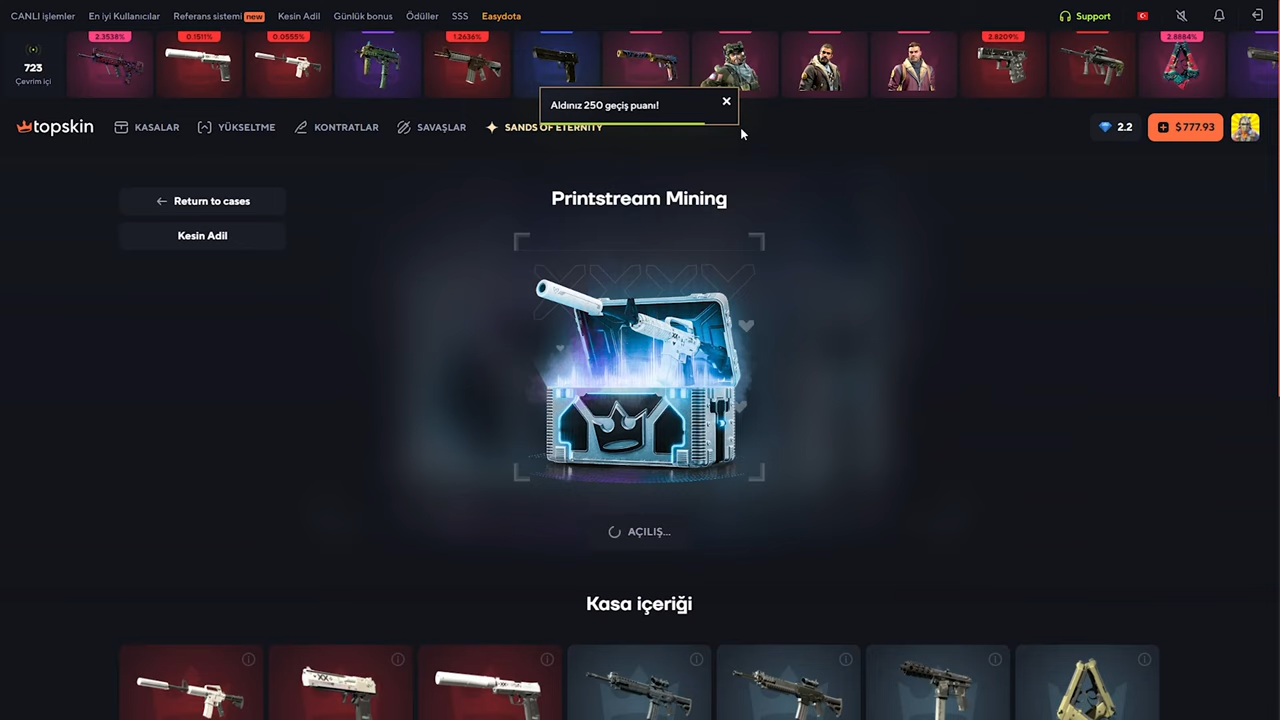 CANLI işlemler En iyi Kullanıcılar Referans sistemi new Kesin Adil Günlük bonus Ödüller SSS Easydota Support
2.3538% 0.1511% 0.0555% 1.2636% 2.8209% 2.8884%
723
Çevrim içi
Aldınız 250 geçiş puanı!
topskin KASALAR YÜKSELTME KONTRATLAR SAVAŞLAR SANDS OF ETERNITY 2.2 $777.93
Return to cases
Printstream Mining
Kesin Adil
AÇILIŞ...
Kasa içeriği